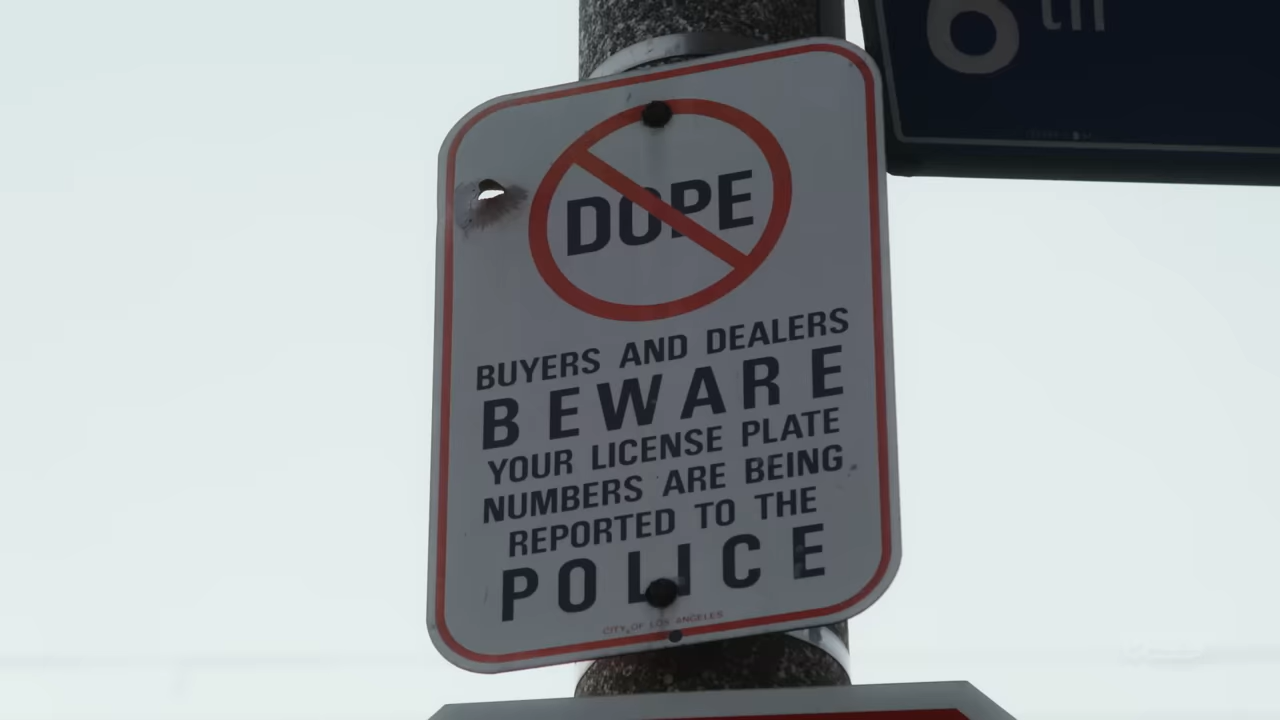 6th
DOPE
BUYERS AND DEALERS
BEWARE
YOUR LICENSE PLATE
NUMBERS ARE BEING
REPORTED TO THE
POLICE
CITY OF LOS ANGELES